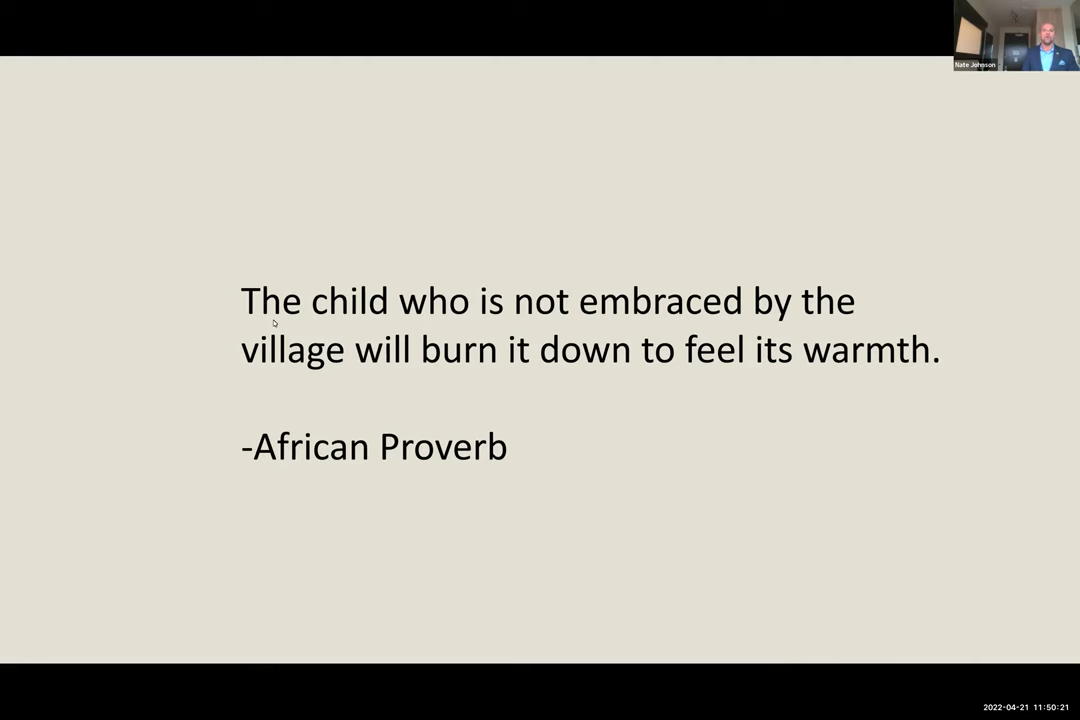 Nate Johnson
The child who is not embraced by the
village will burn it down to feel its warmth.
-African Proverb
2022-04-21 11:50:21